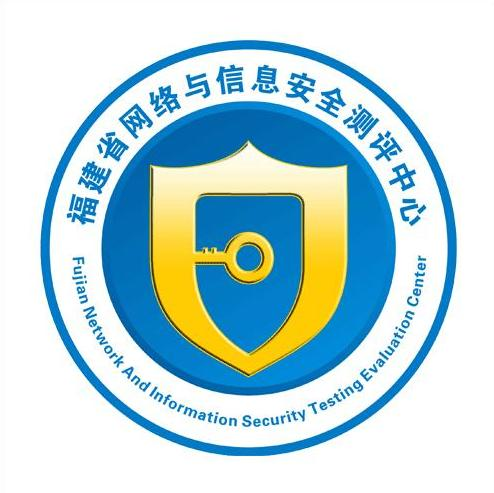 福建省网络与信息安全测评中心
Fujian Network And Information Security Testing Evaluation Center